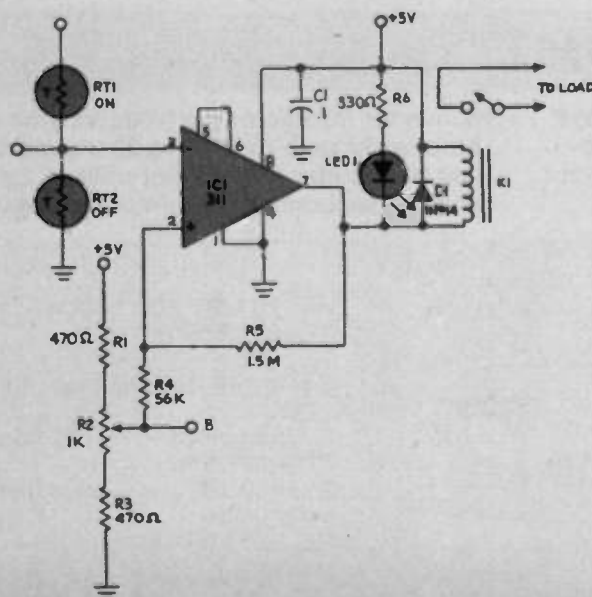 +5V
RT1
ON
C1
.1
330Ω
R6
TO LOAD
5
6
3
-
8
LED1
D1
K1
RT2
OFF
IC1
311
7
2
+
1
+5V
R5
1.5M
470Ω
R1
R4
56K
R2
1K
B
R3
470Ω